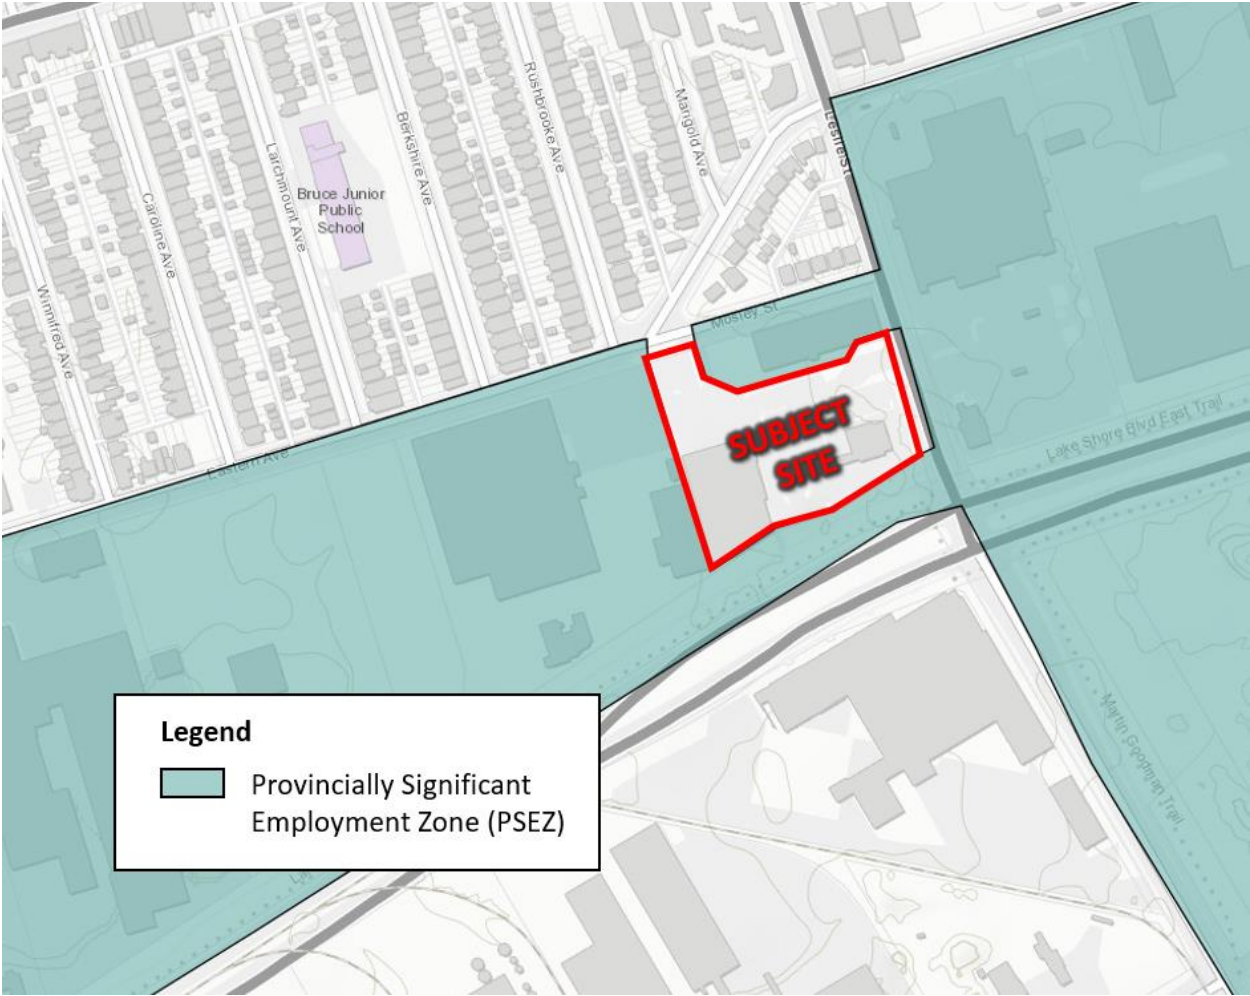 Rushbrooke Ave
Mangold Ave
Berkshire Ave
Leslie St
Larchmount Ave
Bruce Junior
Public
School
Caroline Ave
Winnifred Ave
Mosley St
SUBJECT
SITE
Lake Shore Blvd East Trail
Eastern Ave
Martin Goodman Trail
Legend
Provincially Significant
Employment Zone (PSEZ)